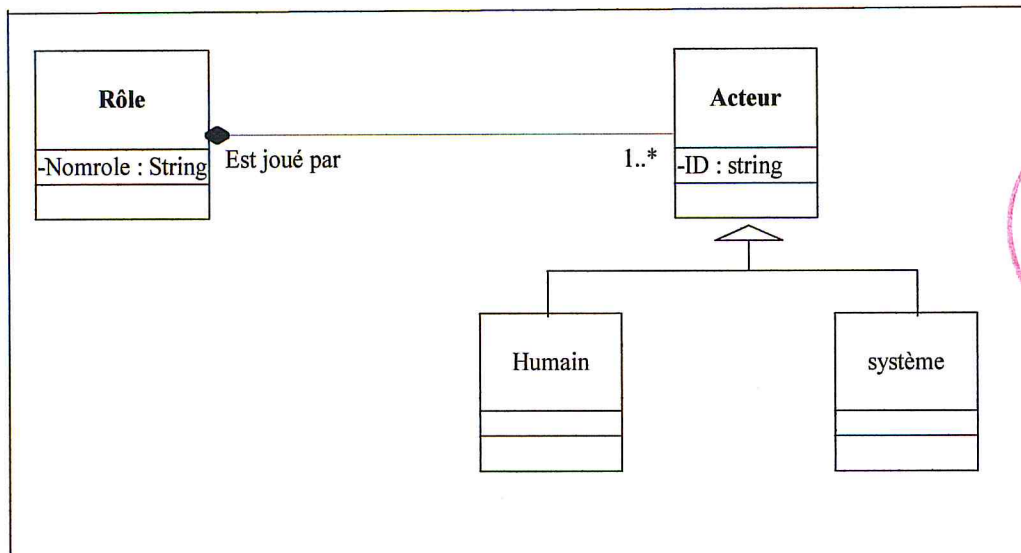 Rôle
-Nomrole : String
Est joué par
1..*
Acteur
-ID : string
Humain
système